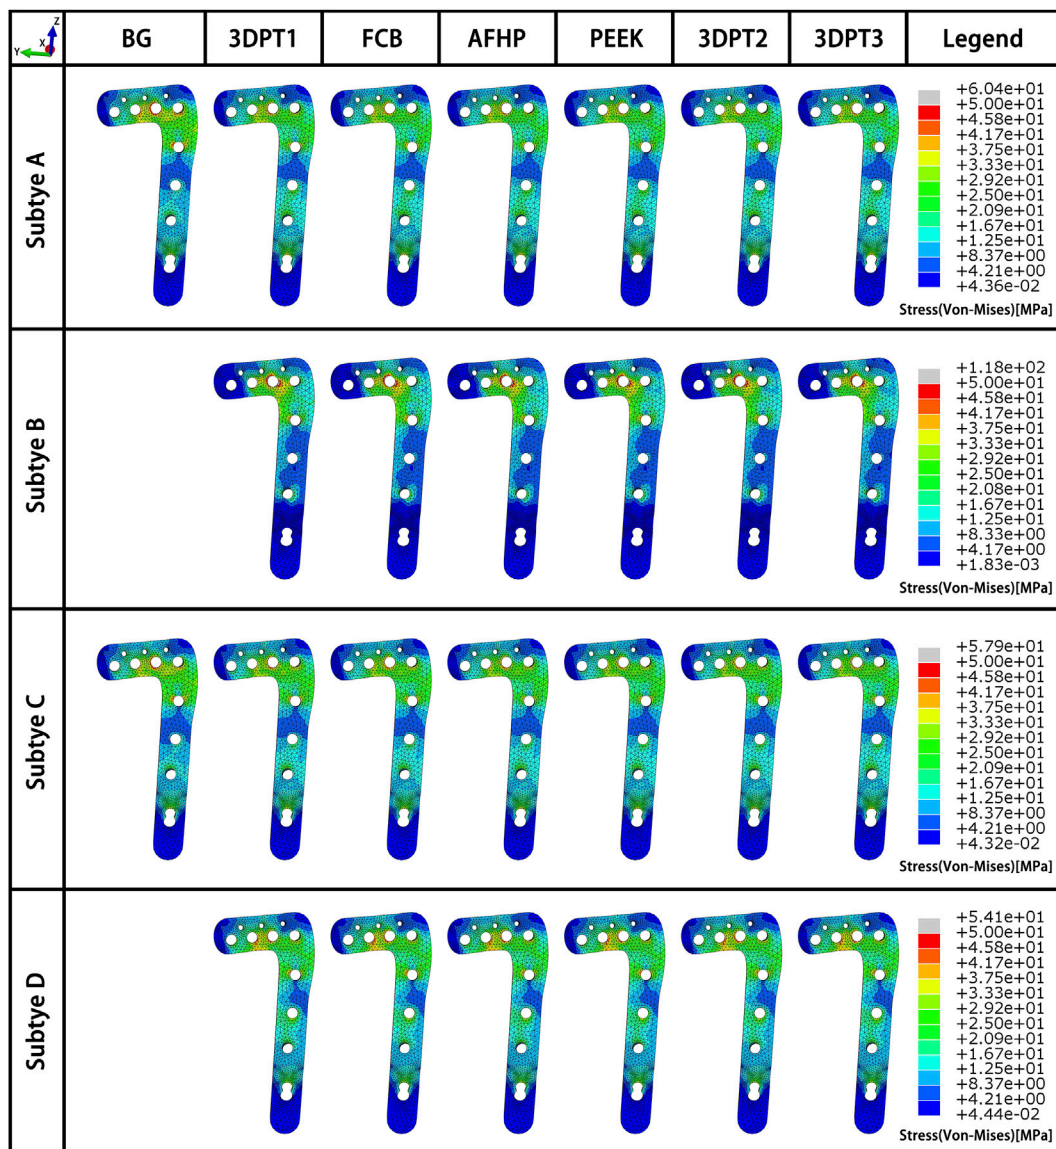 Z
X
Y
BG 3DPT1 FCB AFHP PEEK 3DPT2 3DPT3 Legend
Subtye A
+6.04e+01
+5.00e+01
+4.58e+01
+4.17e+01
+3.75e+01
+3.33e+01
+2.92e+01
+2.50e+01
+2.09e+01
+1.67e+01
+1.25e+01
+8.37e+00
+4.21e+00
+4.36e-02
Stress(Von-Mises)[MPa]
Subtye B
+1.18e+02
+5.00e+01
+4.58e+01
+4.17e+01
+3.75e+01
+3.33e+01
+2.92e+01
+2.50e+01
+2.08e+01
+1.67e+01
+1.25e+01
+8.33e+00
+4.17e+00
+1.83e-03
Stress(Von-Mises)[MPa]
Subtye C
+5.79e+01
+5.00e+01
+4.58e+01
+4.17e+01
+3.75e+01
+3.33e+01
+2.92e+01
+2.50e+01
+2.09e+01
+1.67e+01
+1.25e+01
+8.37e+00
+4.21e+00
+4.32e-02
Stress(Von-Mises)[MPa]
Subtye D
+5.41e+01
+5.00e+01
+4.58e+01
+4.17e+01
+3.75e+01
+3.33e+01
+2.92e+01
+2.50e+01
+2.09e+01
+1.67e+01
+1.25e+01
+8.37e+00
+4.21e+00
+4.44e-02
Stress(Von-Mises)[MPa]